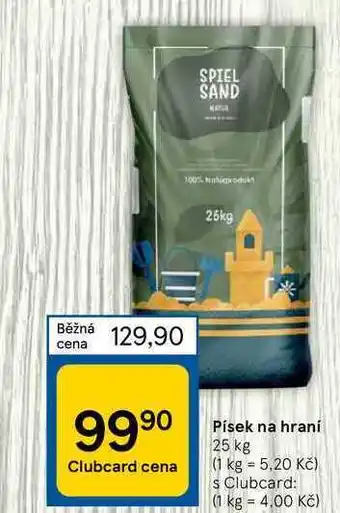 SPIEL
SAND
NATUR
100% Naturprodukt
25kg
Běžná
cena
129,90
9990
Clubcard cena
Písek na hraní
25 kg
(1 kg = 5,20 Kč)
s Clubcard:
(1 kg = 4,00 Kč)